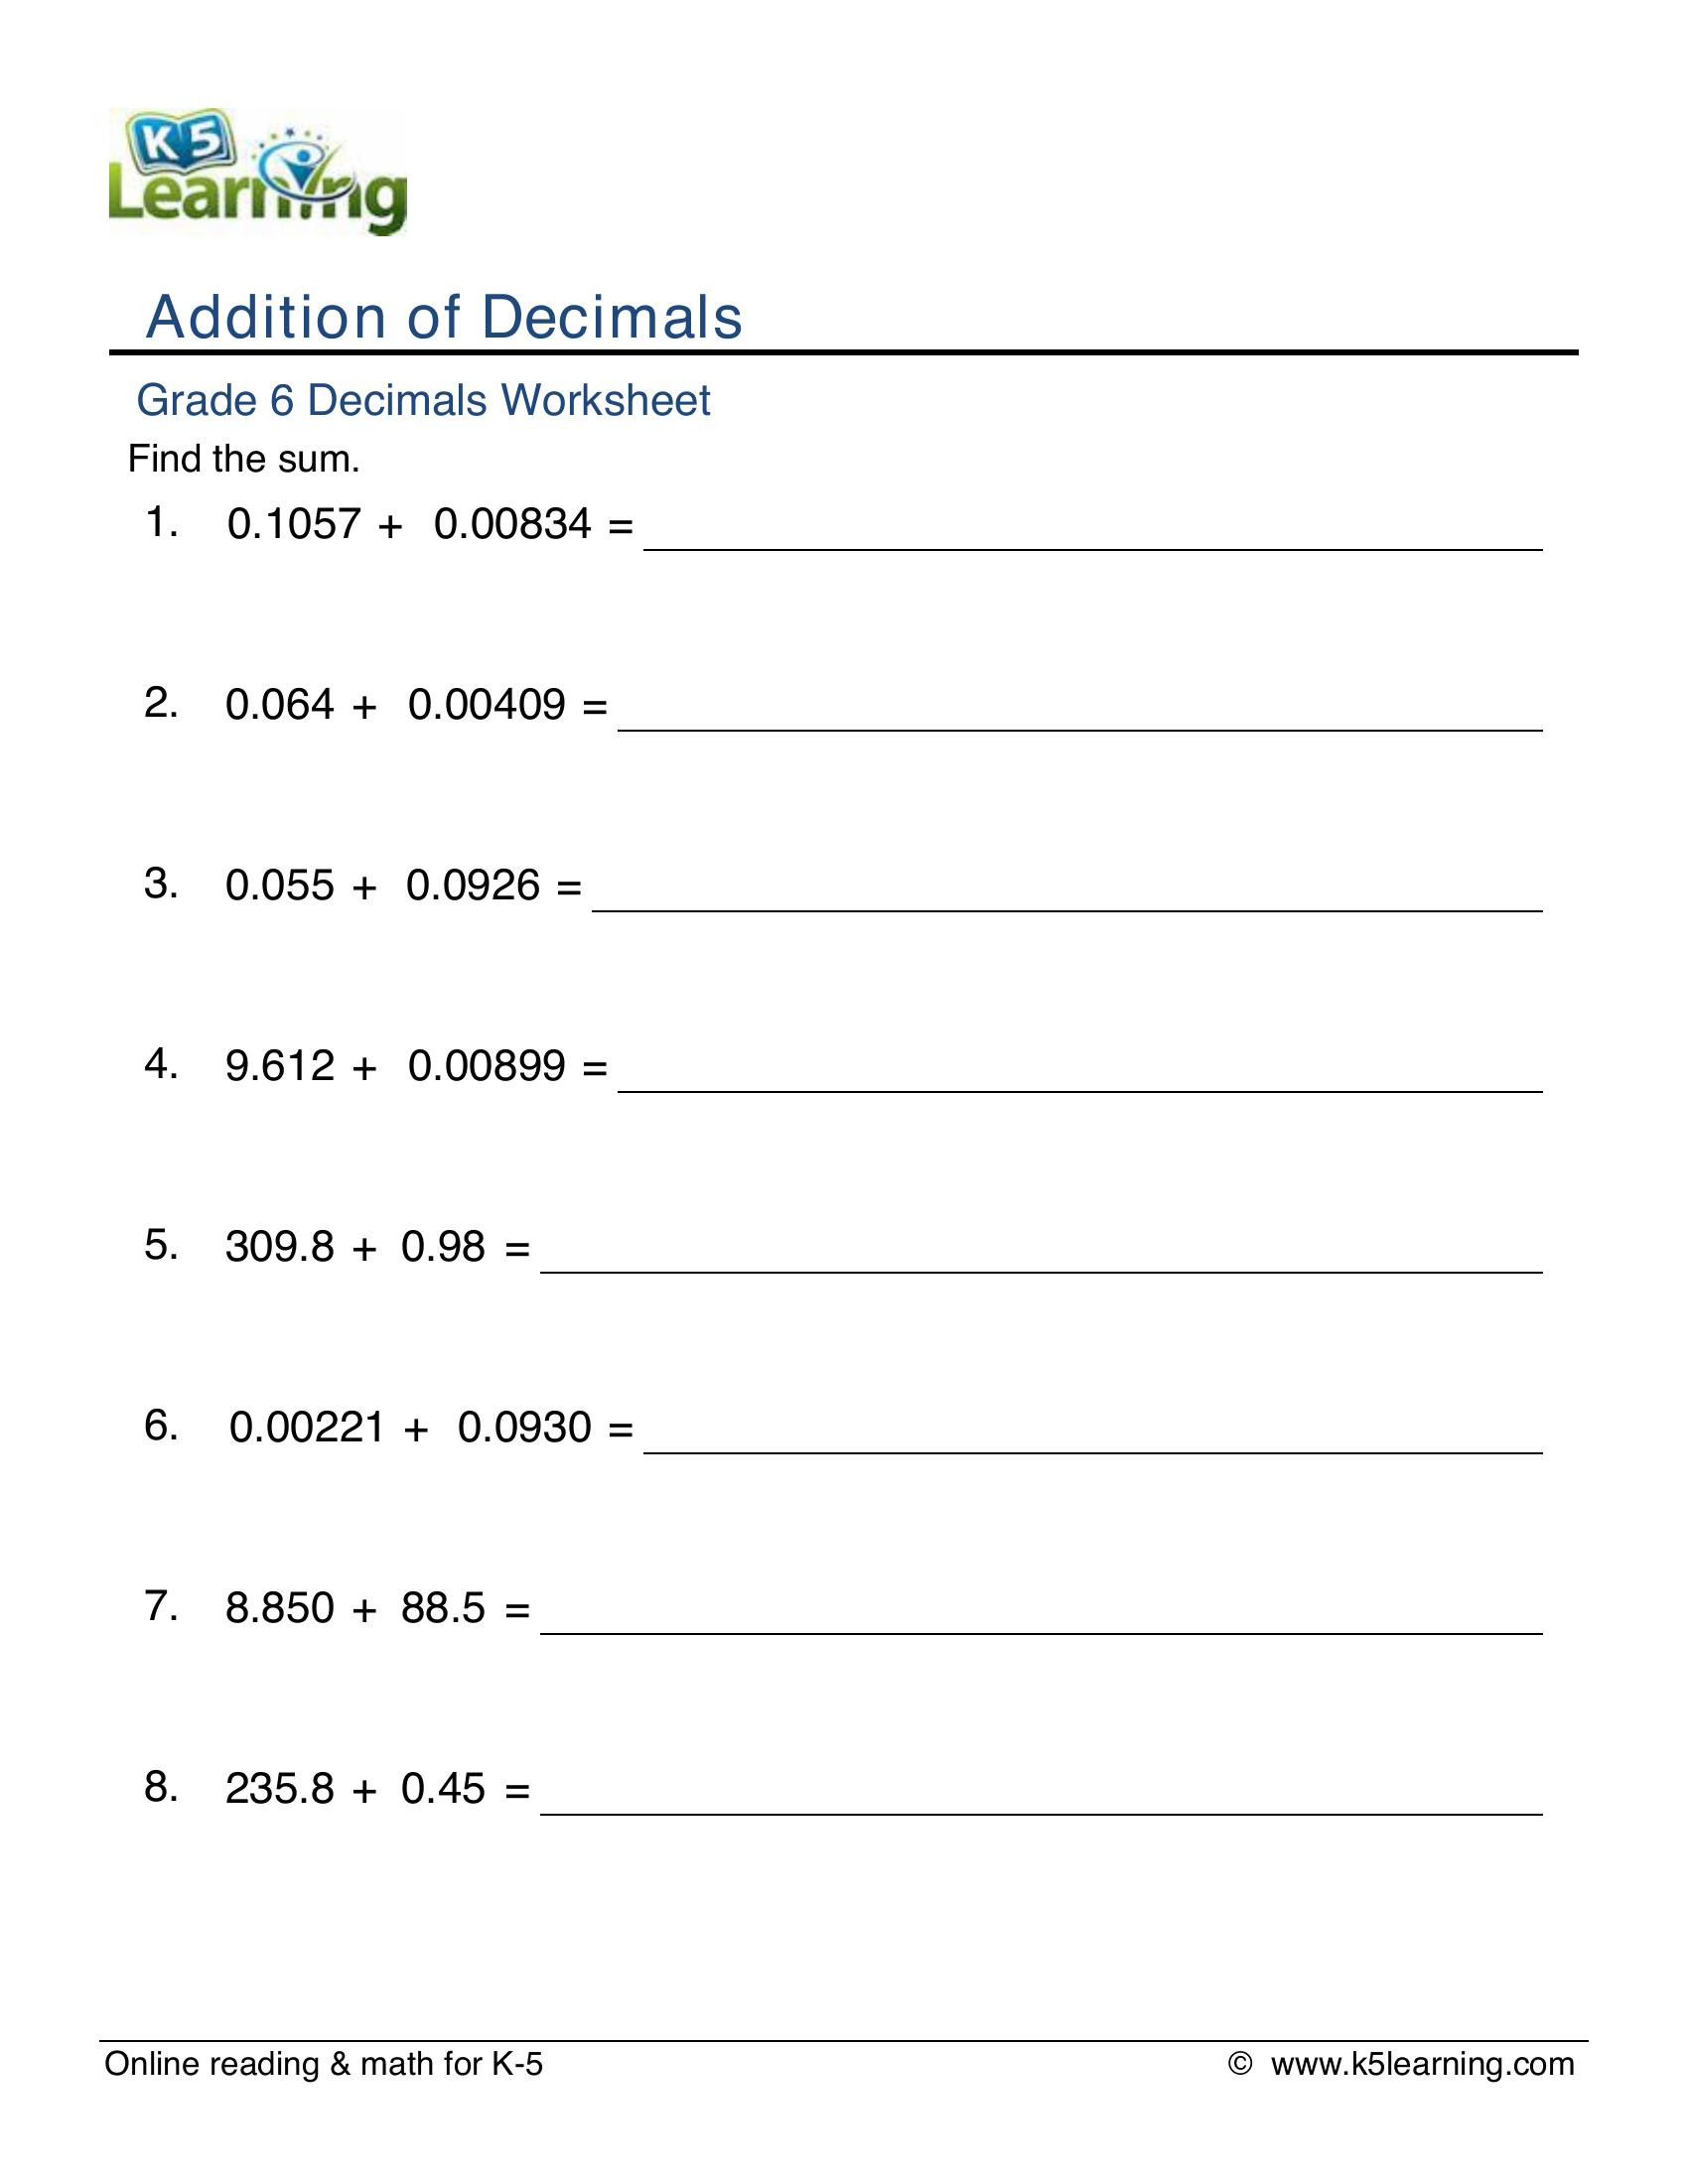 K5
Learning
Addition of Decimals
Grade 6 Decimals Worksheet
Find the sum.
1. 0.1057 + 0.00834 =
2. 0.064 + 0.00409 =
3. 0.055 + 0.0926 =
4. 9.612 + 0.00899 =
5. 309.8 + 0.98 =
6. 0.00221 + 0.0930 =
7. 8.850 + 88.5 =
8. 235.8 + 0.45 =
Online reading & math for K-5 © www.k5learning.com